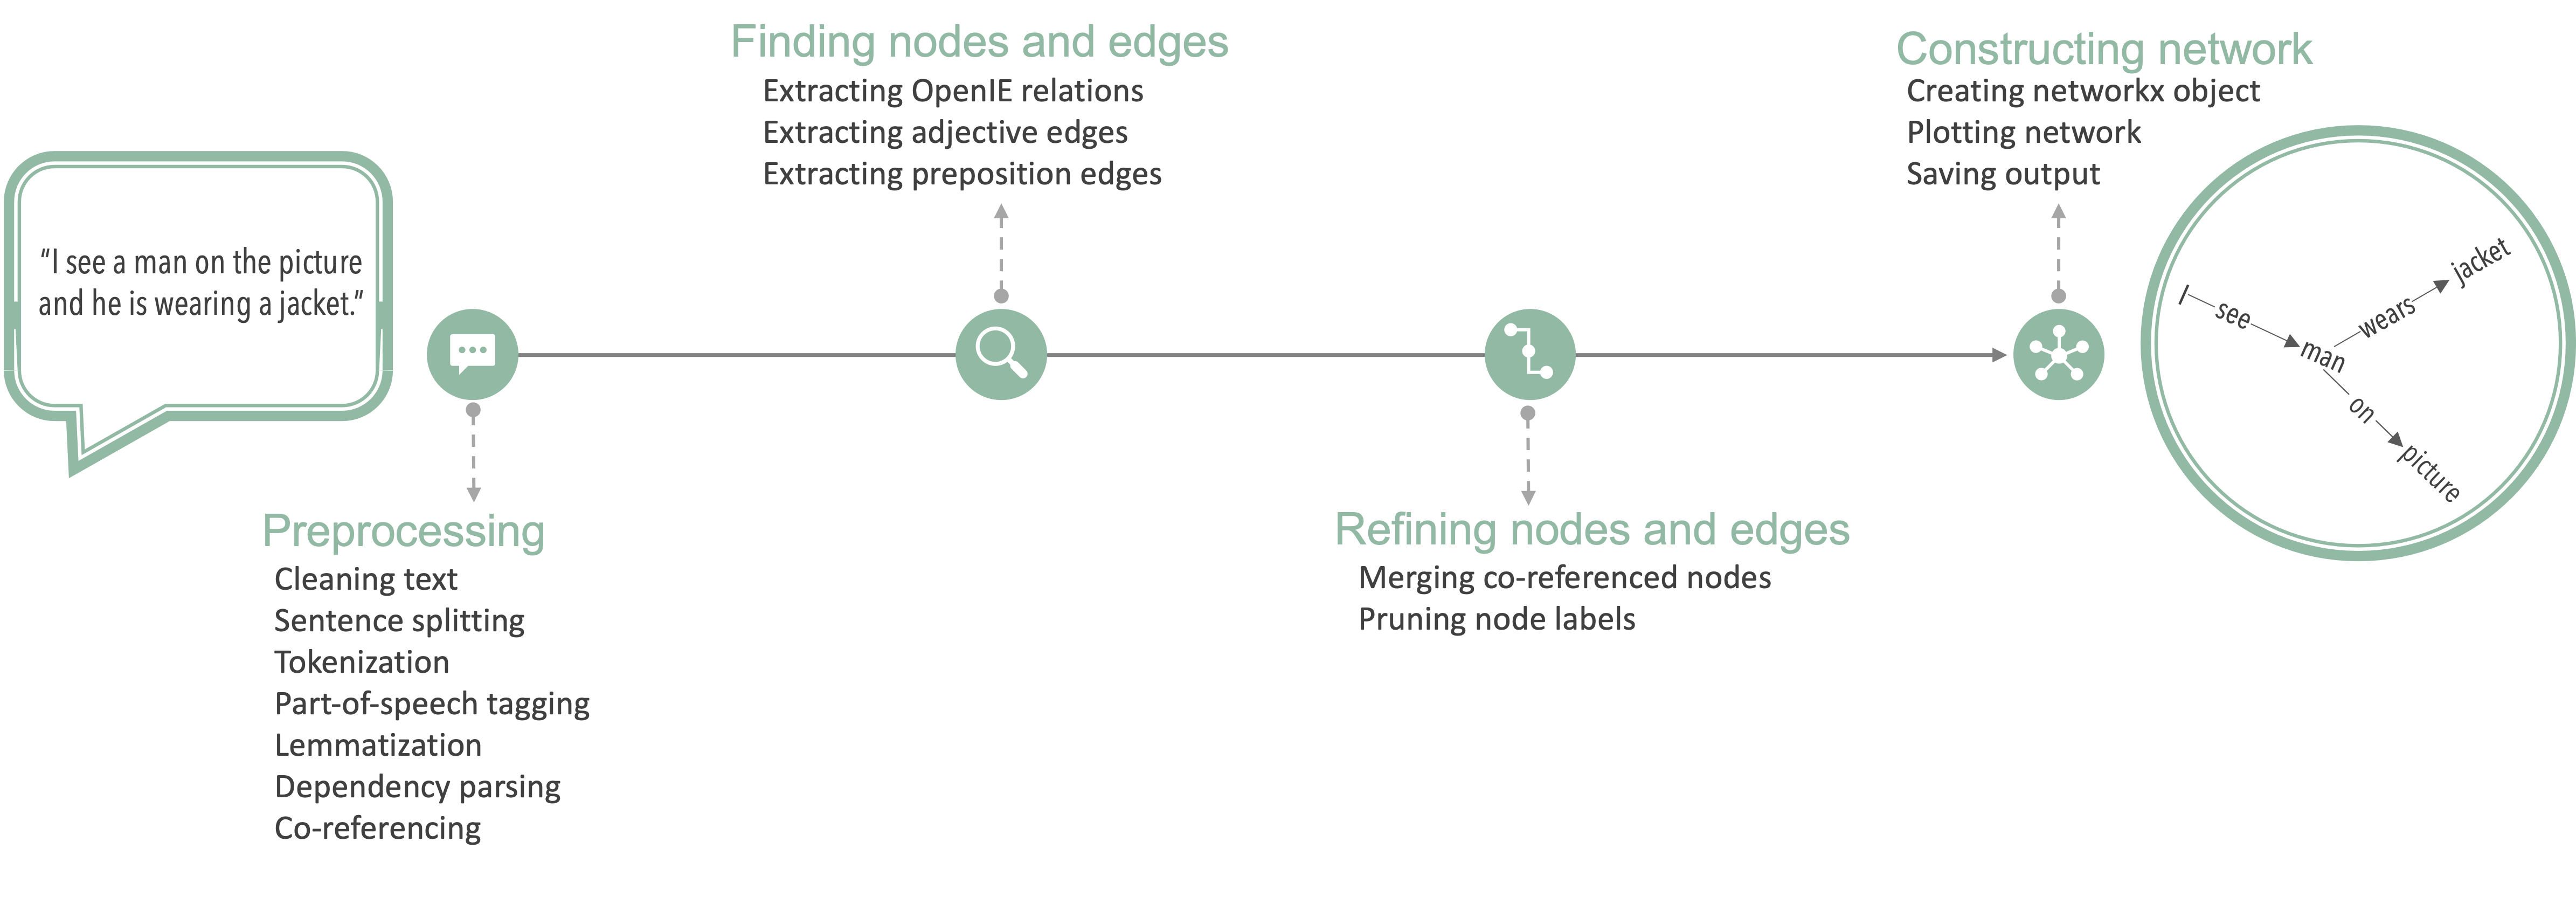 “I see a man on the picture
and he is wearing a jacket.”
Preprocessing
Cleaning text
Sentence splitting
Tokenization
Part-of-speech tagging
Lemmatization
Dependency parsing
Co-referencing
Finding nodes and edges
Extracting OpenIE relations
Extracting adjective edges
Extracting preposition edges
Refining nodes and edges
Merging co-referenced nodes
Pruning node labels
Constructing network
Creating networkx object
Plotting network
Saving output
I
see
man
wears
jacket
on
picture